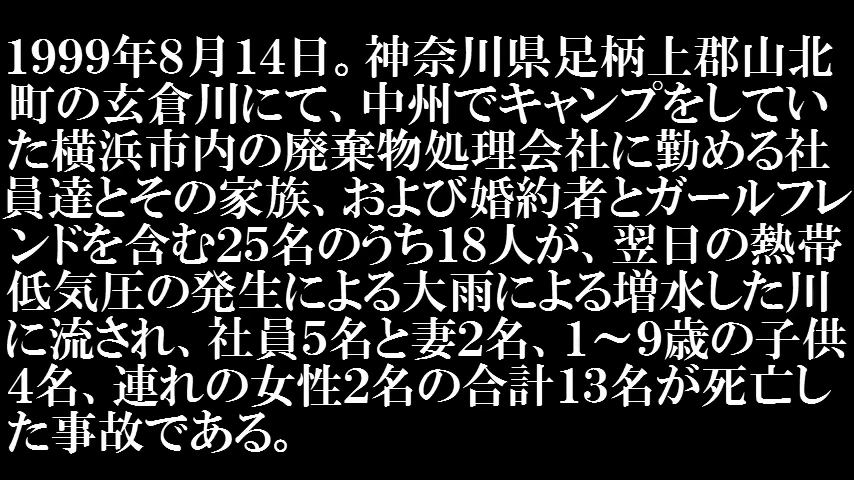 1999年8月14日。神奈川県足柄上郡山北
町の玄倉川にて、中州でキャンプをしてい
た横浜市内の廃棄物処理会社に勤める社
員達とその家族、および婚約者とガールフレ
ンドを含む25名のうち18人が、翌日の熱帯
低気圧の発生による大雨による増水した川
に流され、社員5名と妻2名、1～9歳の子供
4名、連れの女性2名の合計13名が死亡し
た事故である。